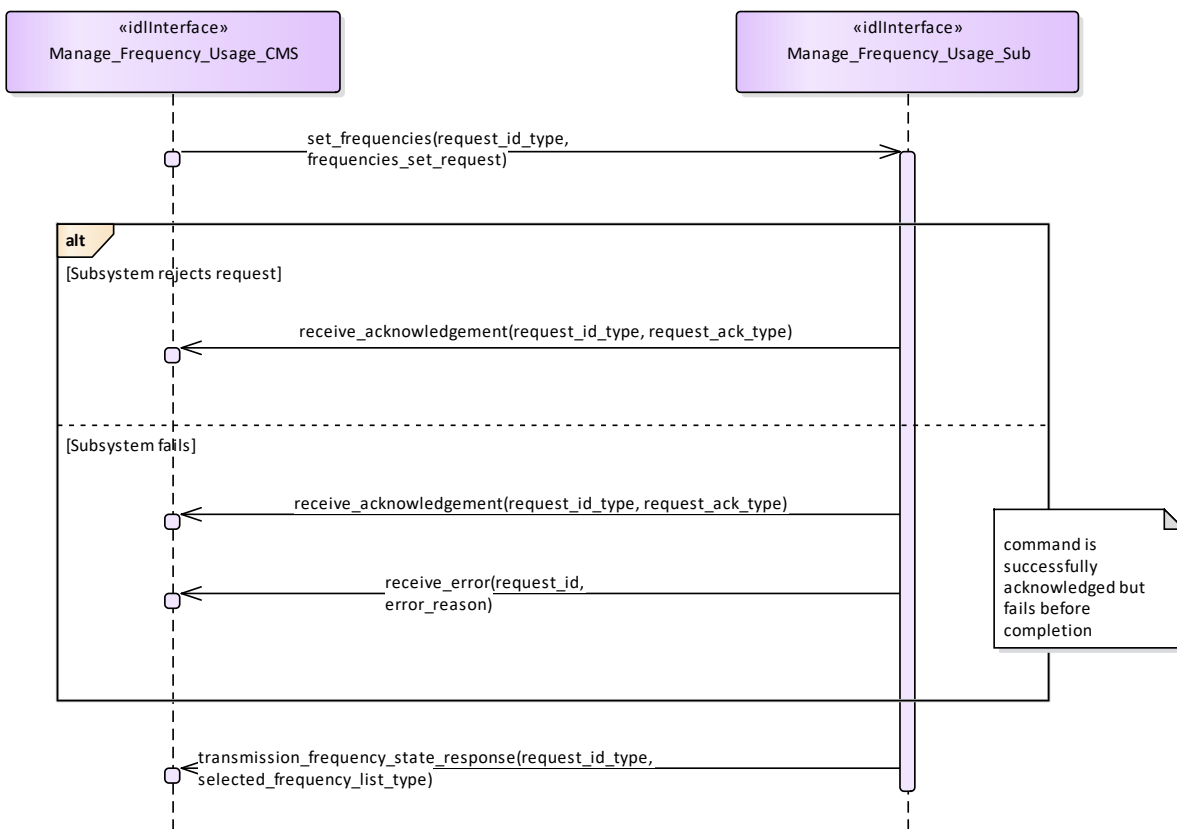 «idlInterface»
Manage_Frequency_Usage_CMS
«idlInterface»
Manage_Frequency_Usage_Sub
set_frequencies(request_id_type,
frequencies_set_request)
alt
[Subsystem rejects request]
receive_acknowledgement(request_id_type, request_ack_type)
[Subsystem fails]
receive_acknowledgement(request_id_type, request_ack_type)
command is
successfully
acknowledged but
fails before
completion
receive_error(request_id,
error_reason)
transmission_frequency_state_response(request_id_type,
selected_frequency_list_type)